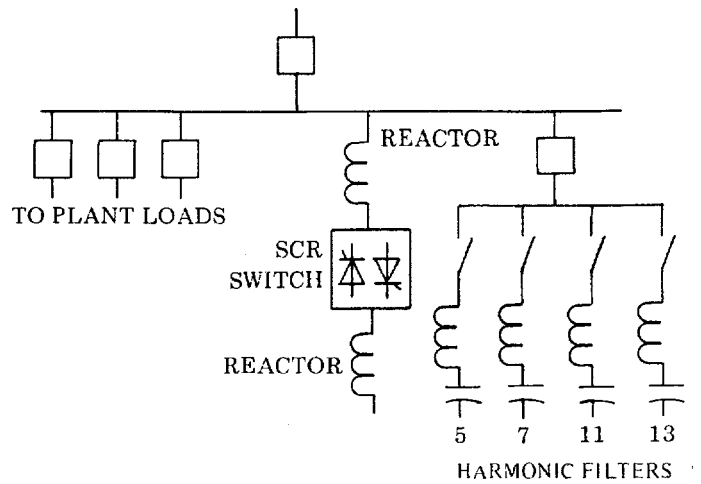 REACTOR
TO PLANT LOADS
SCR
SWITCH
REACTOR
5 7 11 13
HARMONIC FILTERS